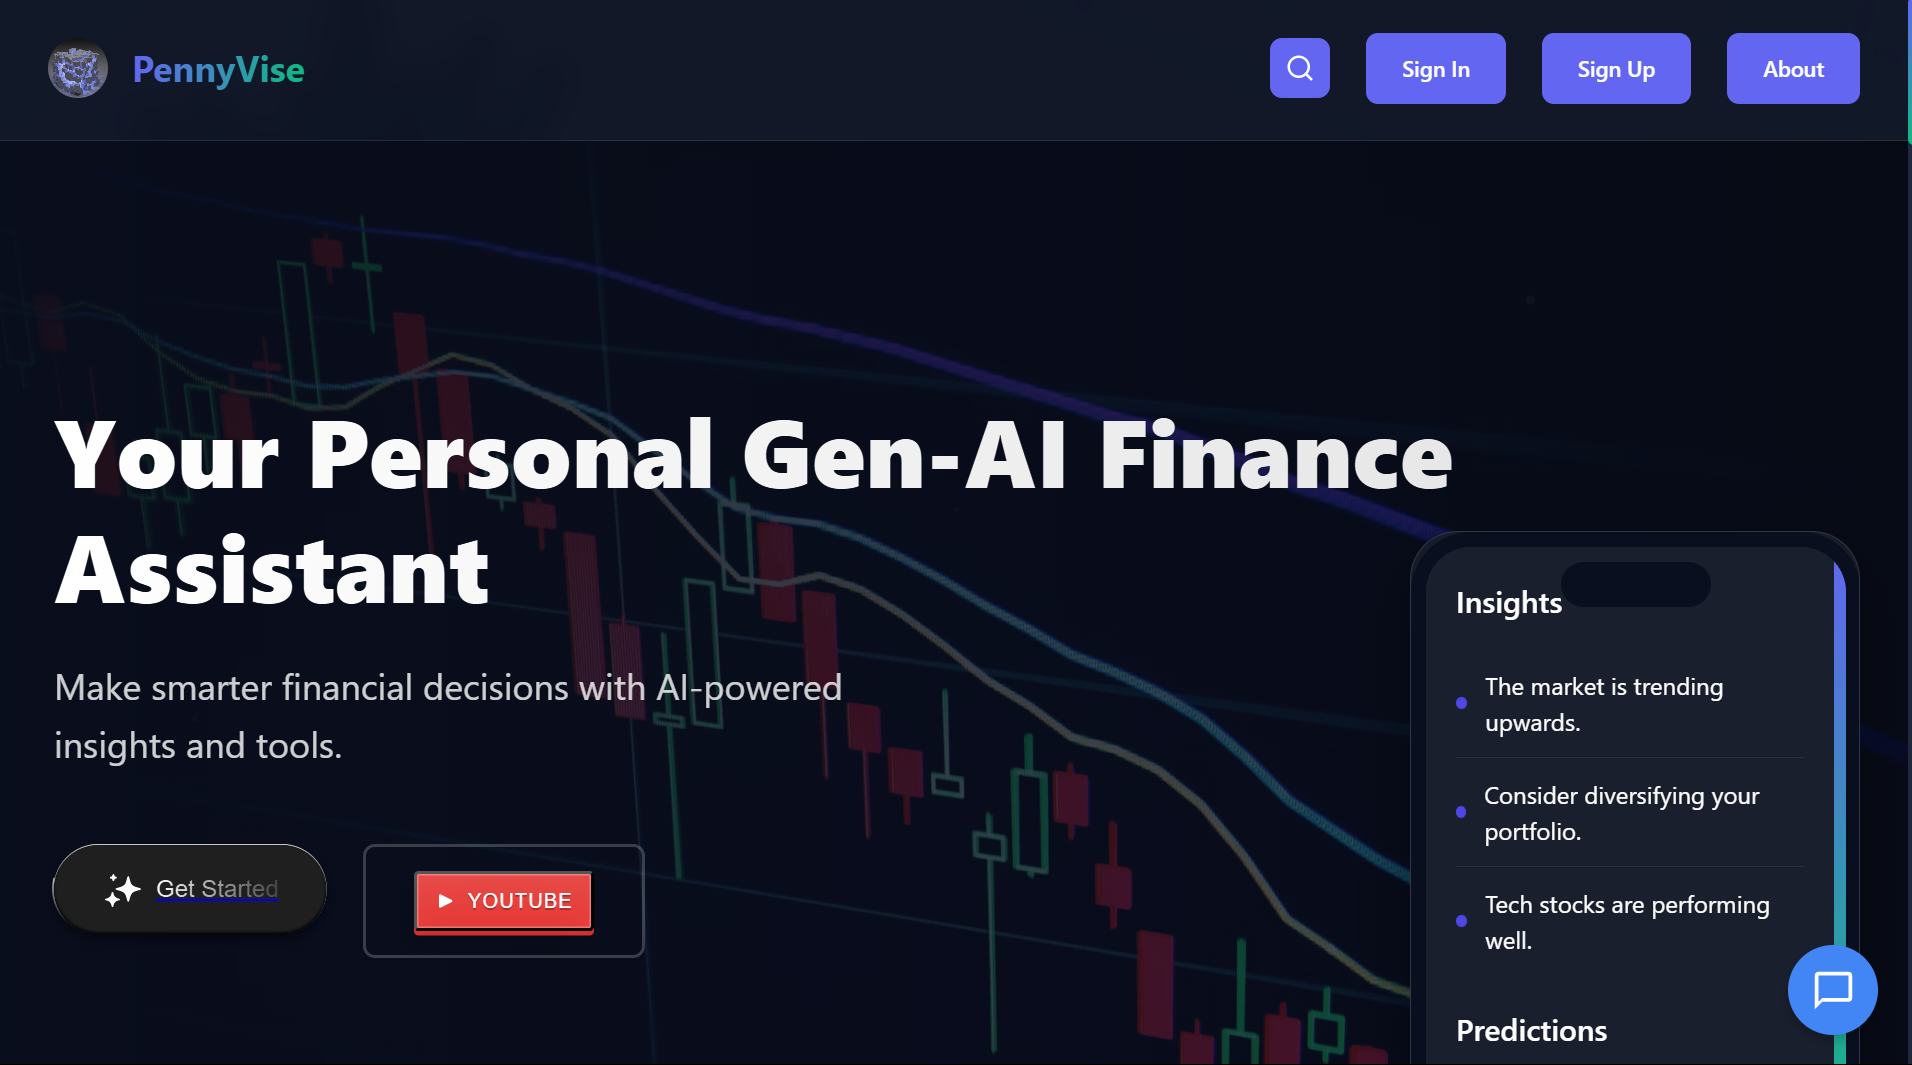 PennyVise
Sign In
Sign Up
About
Your Personal Gen-AI Finance
Assistant
Make smarter financial decisions with AI-powered
insights and tools.
Get Started
YOUTUBE
Insights
The market is trending
upwards.
Consider diversifying your
portfolio.
Tech stocks are performing
well.
Predictions